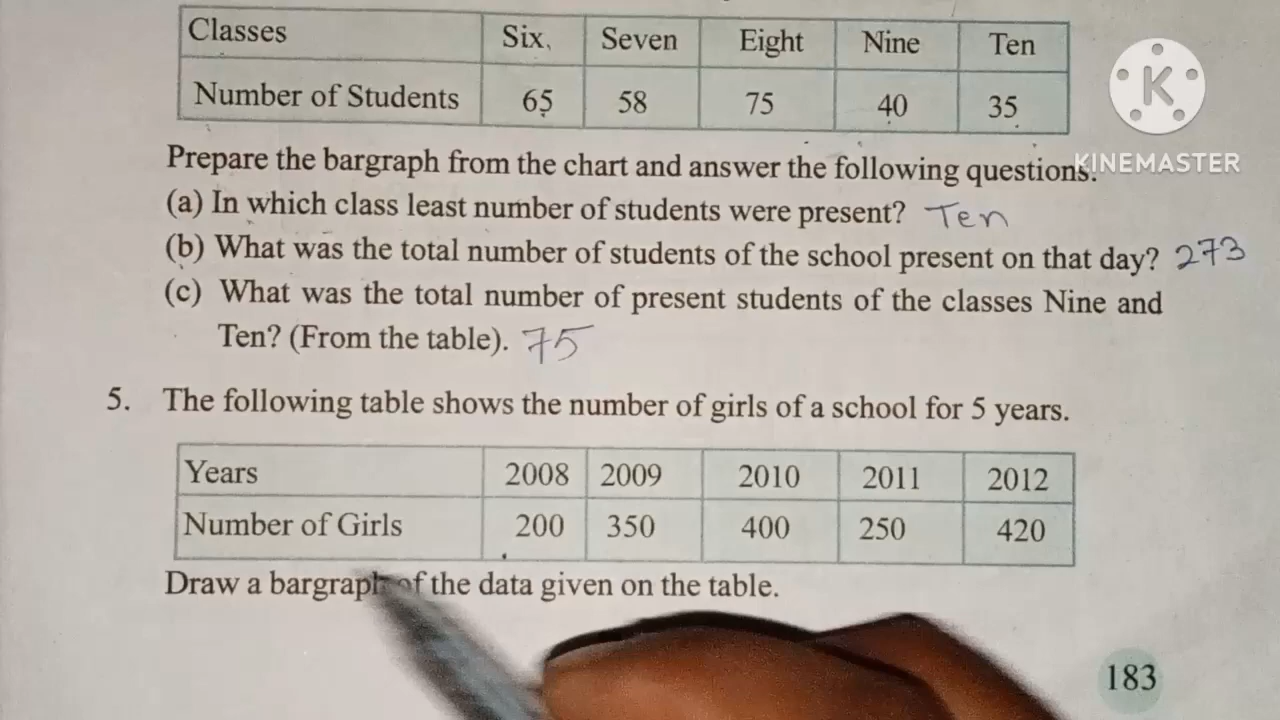 Classes Six Seven Eight Nine Ten
Number of Students 65 58 75 40 35
KINEMASTER
Prepare the bargraph from the chart and answer the following questions.
(a) In which class least number of students were present? Ten
(b) What was the total number of students of the school present on that day? 273
(c) What was the total number of present students of the classes Nine and
Ten? (From the table). 75
5. The following table shows the number of girls of a school for 5 years.
Years 2008 2009 2010 2011 2012
Number of Girls 200 350 400 250 420
Draw a bargraph of the data given on the table.
183